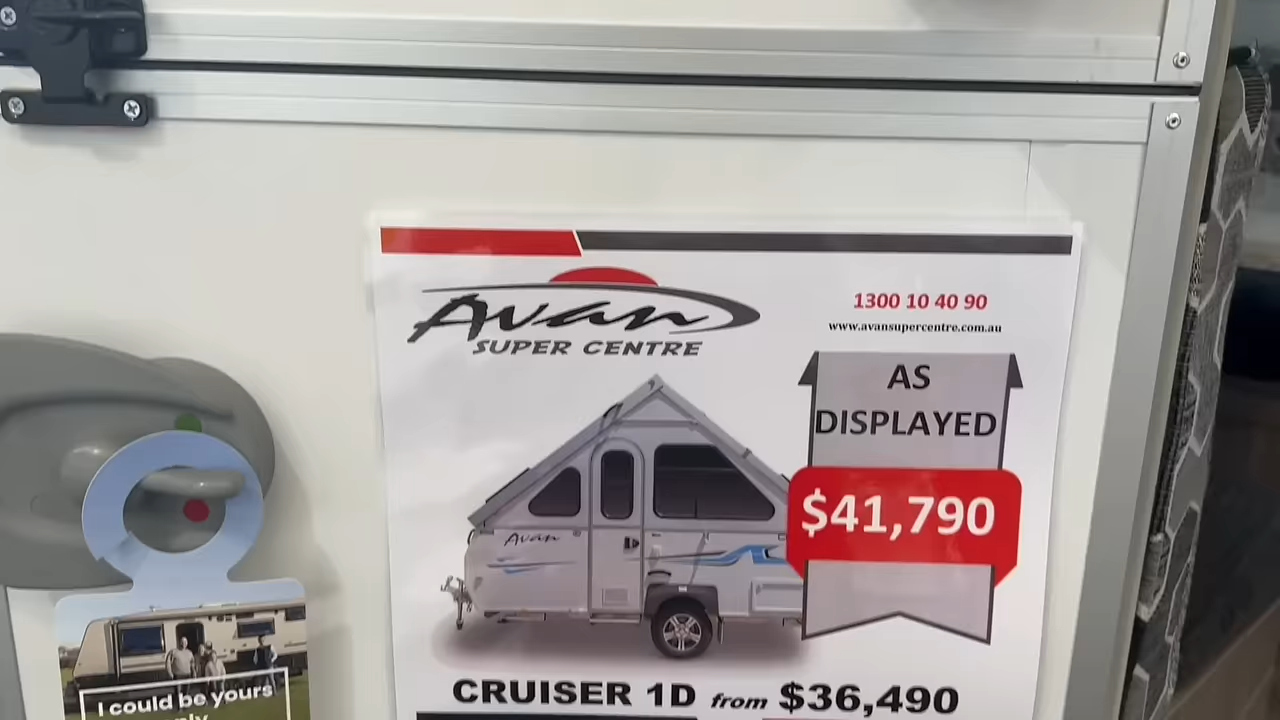 Avan
SUPER CENTRE
1300 10 40 90
www.avansupercentre.com.au
AS
DISPLAYED
$41,790
Avan
CRUISER 1D from $36,490
I could be yours